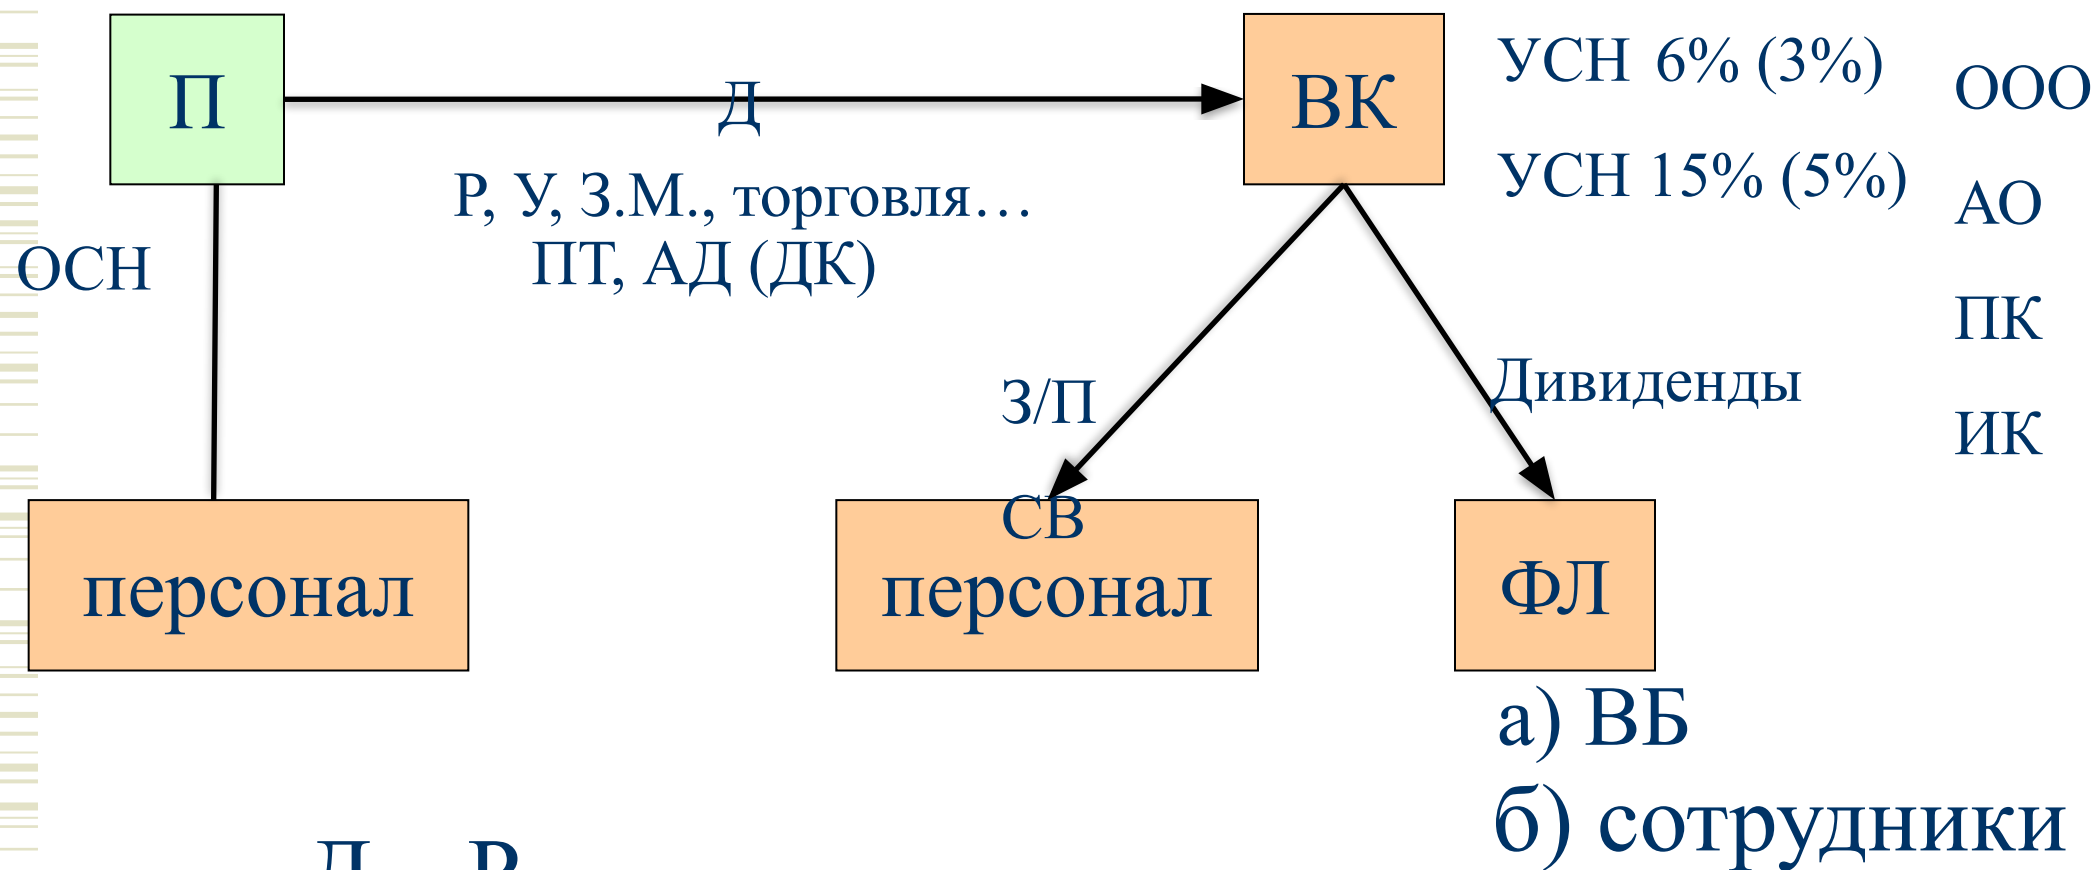 П
Д
ВК
УСН 6% (3%)
ООО
Р, У, З.М., торговля…
УСН 15% (5%)
АО
ОСН
ПТ, АД (ДК)
ПК
З/П
Дивиденды
ИК
СВ
персонал
персонал
ФЛ
а) ВБ
б) сотрудники